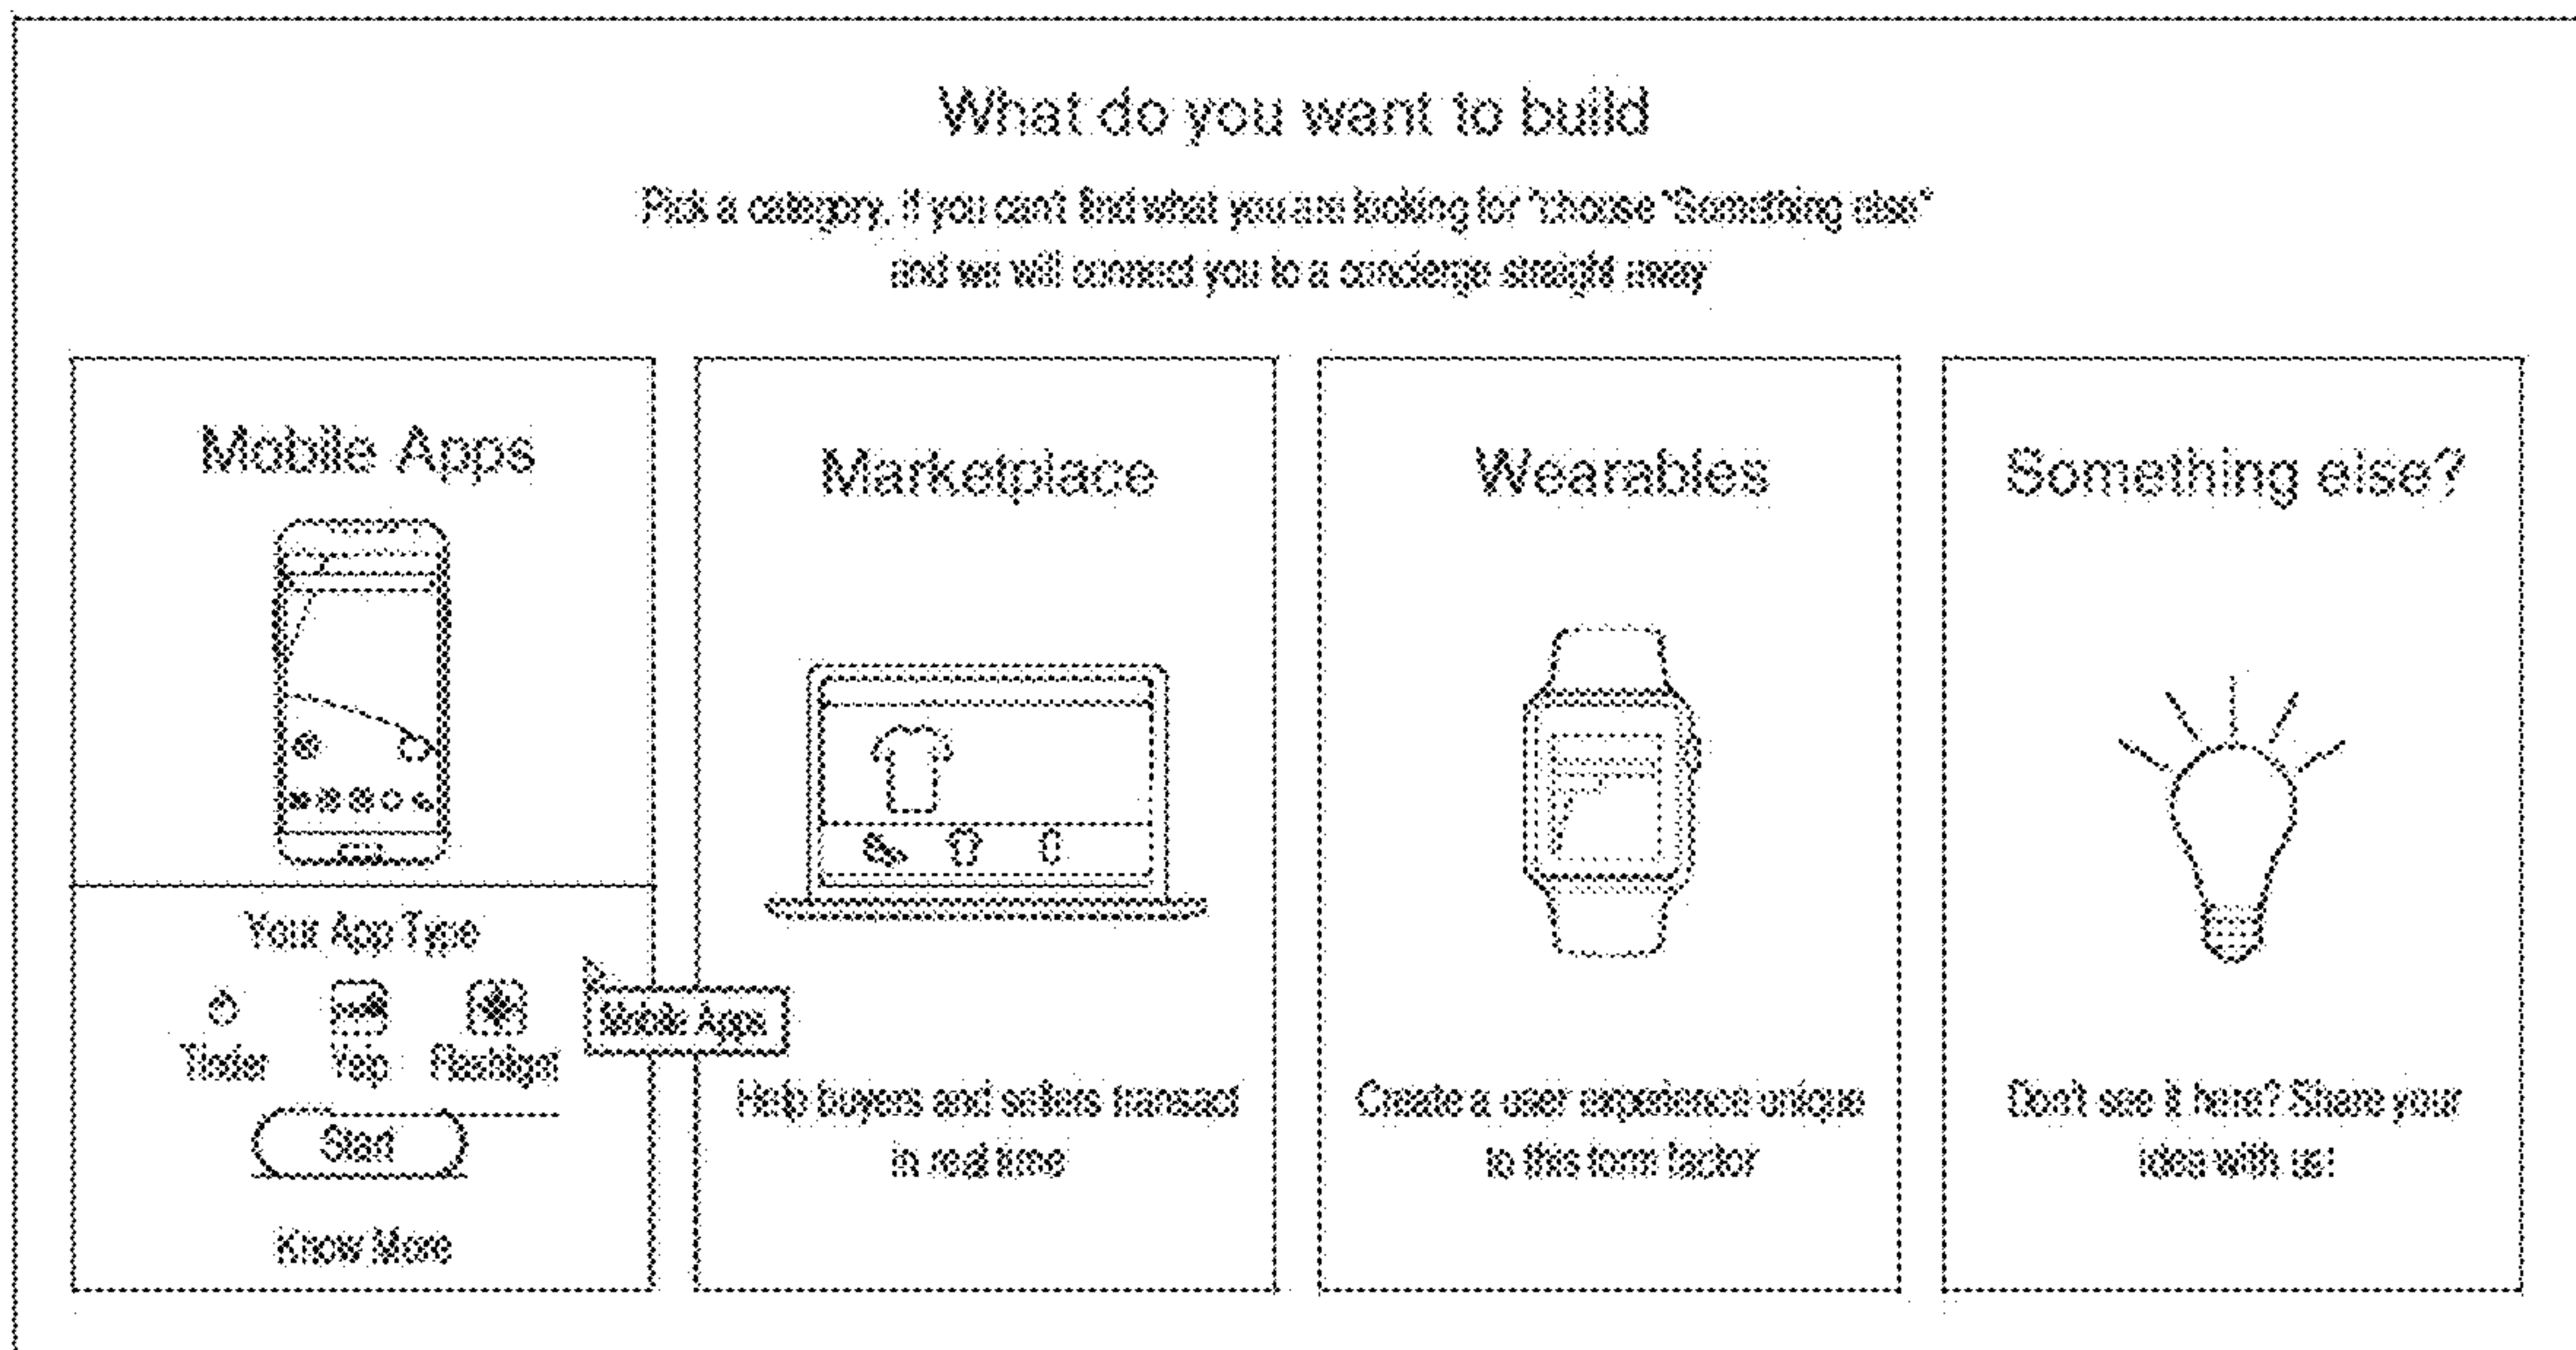 What do you want to build
Pick a category, if you can't find what you are looking for "choose "Something else"
and we will connect you to a concierge straight away
Mobile Apps
Your App Type
Tinder Yelp
Start
Know More
Mobile Apps
Marketplace
Help buyers and sellers transact
in real time
Wearables
Create a user experience unique
to this form factor
Something else?
Don't see it here? Share your
idea with us!